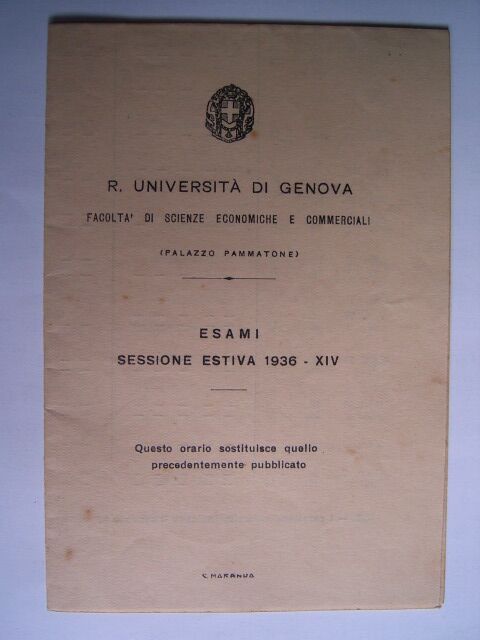 R. UNIVERSITÀ DI GENOVA
FACOLTA' DI SCIENZE ECONOMICHE E COMMERCIALI
(PALAZZO PAMMATONE)
ESAMI
SESSIONE ESTIVA 1936 - XIV
Questo orario sostituisce quello
precedentemente pubblicato